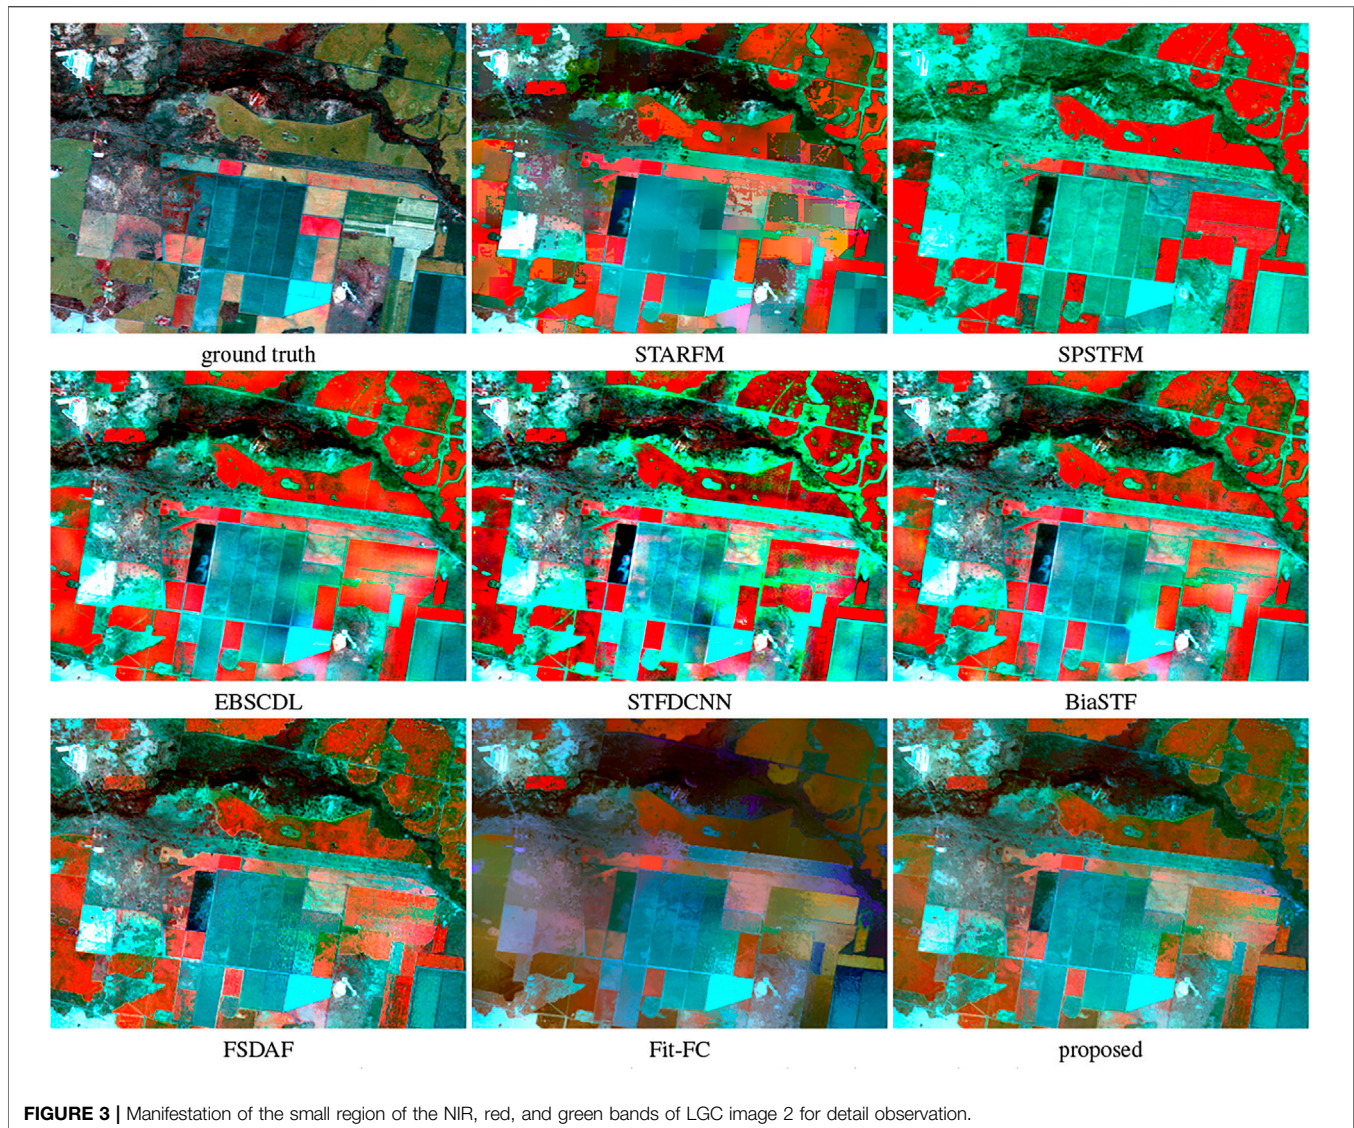 ground truth
STARFM
SPSTFM
EBSCDL
STFDCNN
BiaSTF
FSDAF
Fit-FC
proposed
FIGURE 3 | Manifestation of the small region of the NIR, red, and green bands of LGC image 2 for detail observation.